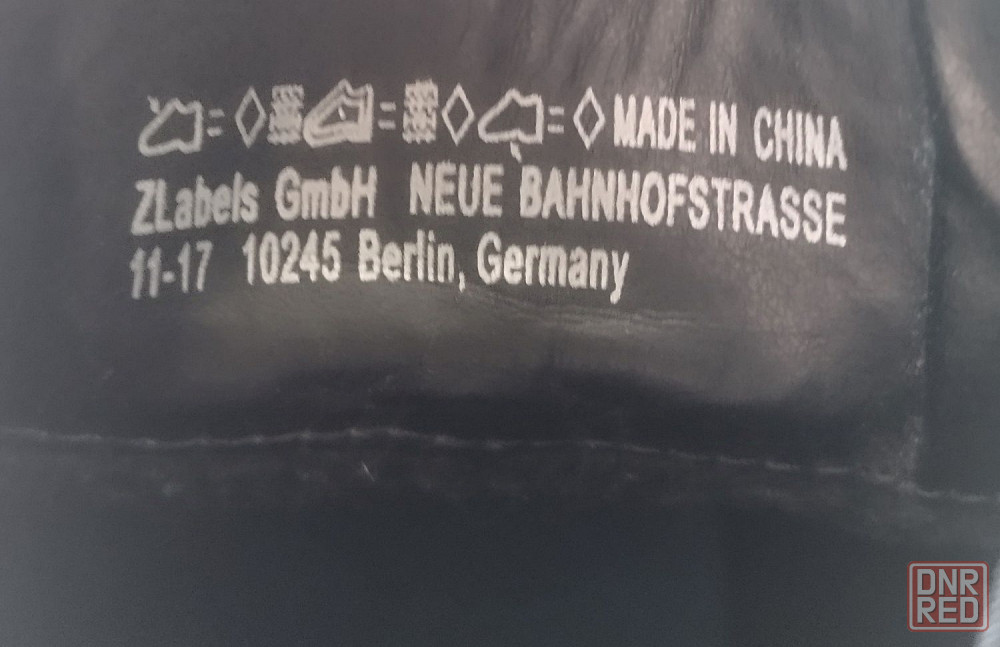 = ◊ = ◊ = ◊ MADE IN CHINA
ZLabels GmbH NEUE BAHNHOFSTRASSE
11-17 10245 Berlin, Germany
DNR
RED